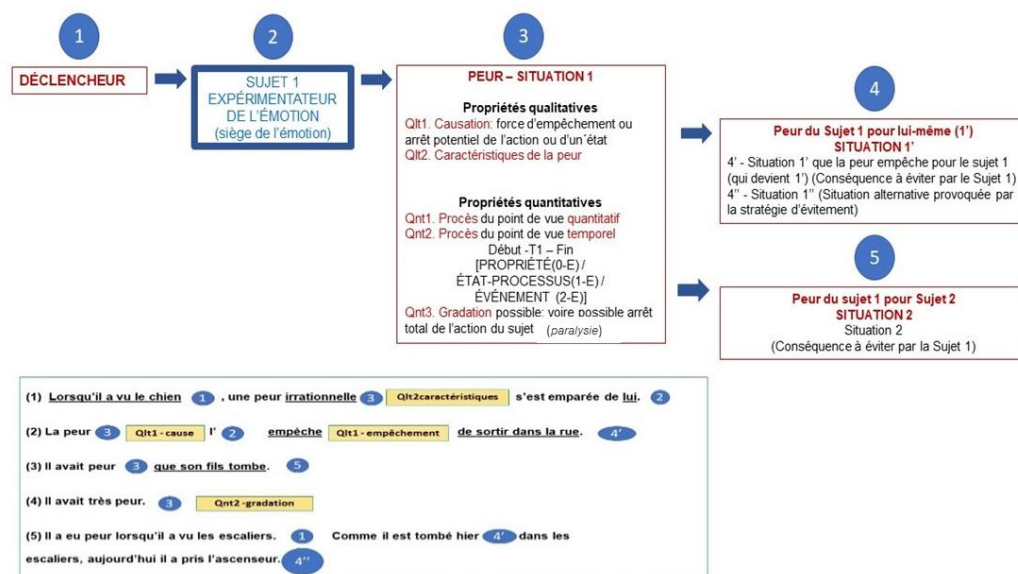 1
DÉCLENCHEUR
2
SUJET 1
EXPÉRIMENTATEUR
DE L'ÉMOTION
(siège de l'émotion)
3
PEUR – SITUATION 1
Propriétés qualitatives
Qlt1. Causation: force d'empêchement ou
arrêt potentiel de l'action ou d'un´état
Qlt2. Caractéristiques de la peur
Propriétés quantitatives
Qnt1. Procès du point de vue quantitatif
Qnt2. Procès du point de vue temporel
Début -T1 – Fin
[PROPRIÉTÉ(0-E) /
ÉTAT-PROCESSUS(1-E) /
ÉVÉNEMENT (2-E)]
Qnt3. Gradation possible: voire possible arrêt
total de l'action du sujet (paralysie)
4
Peur du Sujet 1 pour lui-même (1')
SITUATION 1'
4' - Situation 1' que la peur empêche pour le sujet 1
(qui devient 1') (Conséquence à éviter par le Sujet 1)
4'' - Situation 1'' (Situation alternative provoquée par
la stratégie d'évitement)
5
Peur du sujet 1 pour Sujet 2
SITUATION 2
Situation 2
(Conséquence à éviter par la Sujet 1)
(1) Lorsqu'il a vu le chien 1 , une peur irrationnelle 3 Qlt2caractéristiques s'est emparée de lui. 2
(2) La peur 3 Qlt1-cause l' 2 empêche Qlt1-empêchement de sortir dans la rue. 4'
(3) Il avait peur 3 que son fils tombe. 5
(4) Il avait très peur. 3 Qnt2-gradation
(5) Il a eu peur lorsqu'il a vu les escaliers. 1 Comme il est tombé hier 4' dans les
escaliers, aujourd'hui il a pris l'ascenseur. 4''